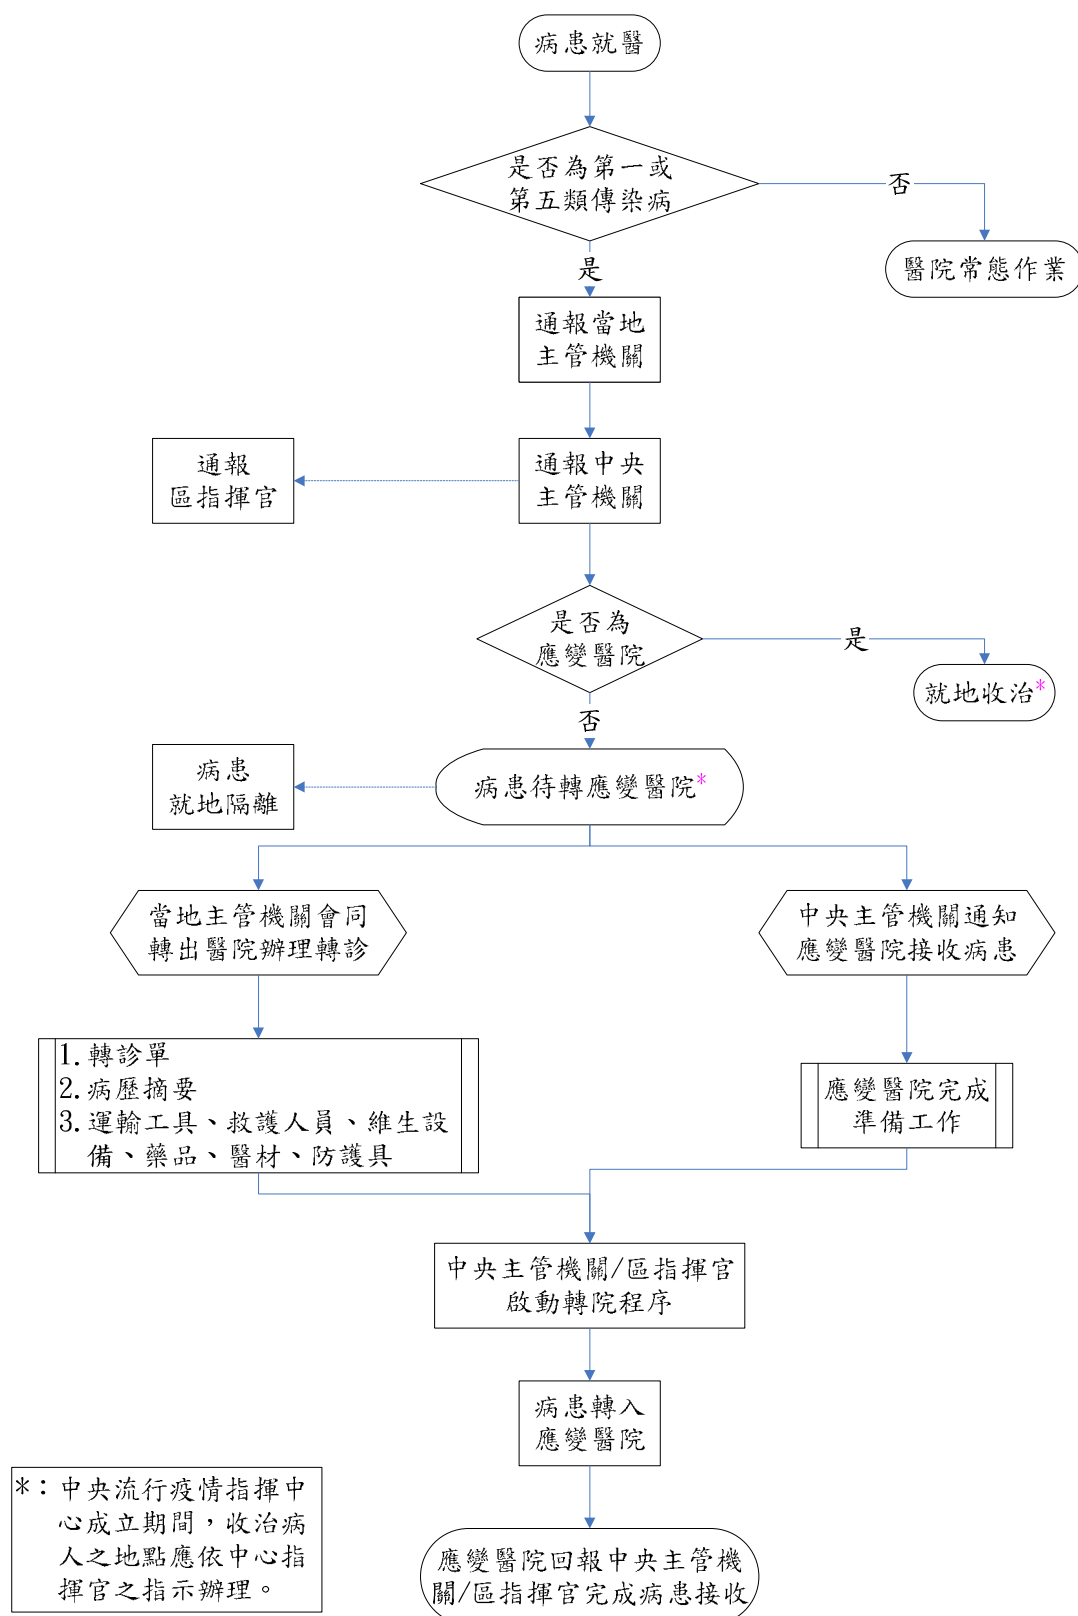 病患就醫
是否為第一或
第五類傳染病
否
醫院常態作業
是
通報當地
主管機關
通報
區指揮官
通報中央
主管機關
是否為
應變醫院
是
就地收治*
否
病患
就地隔離
病患待轉應變醫院*
當地主管機關會同
轉出醫院辦理轉診
中央主管機關通知
應變醫院接收病患
1.轉診單
2.病歷摘要
3.運輸工具、救護人員、維生設
備、藥品、醫材、防護具
應變醫院完成
準備工作
中央主管機關/區指揮官
啟動轉院程序
病患轉入
應變醫院
*：中央流行疫情指揮中
心成立期間，收治病
人之地點應依中心指
揮官之指示辦理。
應變醫院回報中央主管機
關/區指揮官完成病患接收